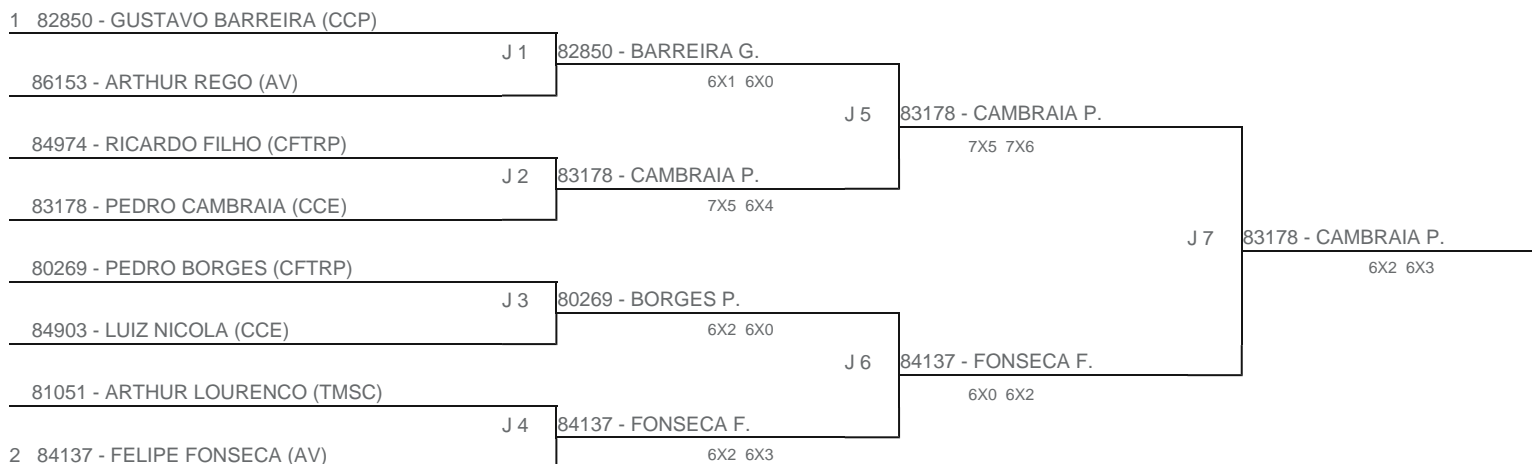 1 82850 - GUSTAVO BARREIRA (CCP)
J 1
82850 - BARREIRA G.
86153 - ARTHUR REGO (AV)
6X1 6X0
J 5
83178 - CAMBRAIA P.
84974 - RICARDO FILHO (CFTRP)
7X5 7X6
J 2
83178 - CAMBRAIA P.
83178 - PEDRO CAMBRAIA (CCE)
7X5 6X4
J 7
83178 - CAMBRAIA P.
80269 - PEDRO BORGES (CFTRP)
6X2 6X3
J 3
80269 - BORGES P.
84903 - LUIZ NICOLA (CCE)
6X2 6X0
J 6
84137 - FONSECA F.
81051 - ARTHUR LOURENCO (TMSC)
6X0 6X2
J 4
84137 - FONSECA F.
2 84137 - FELIPE FONSECA (AV)
6X2 6X3